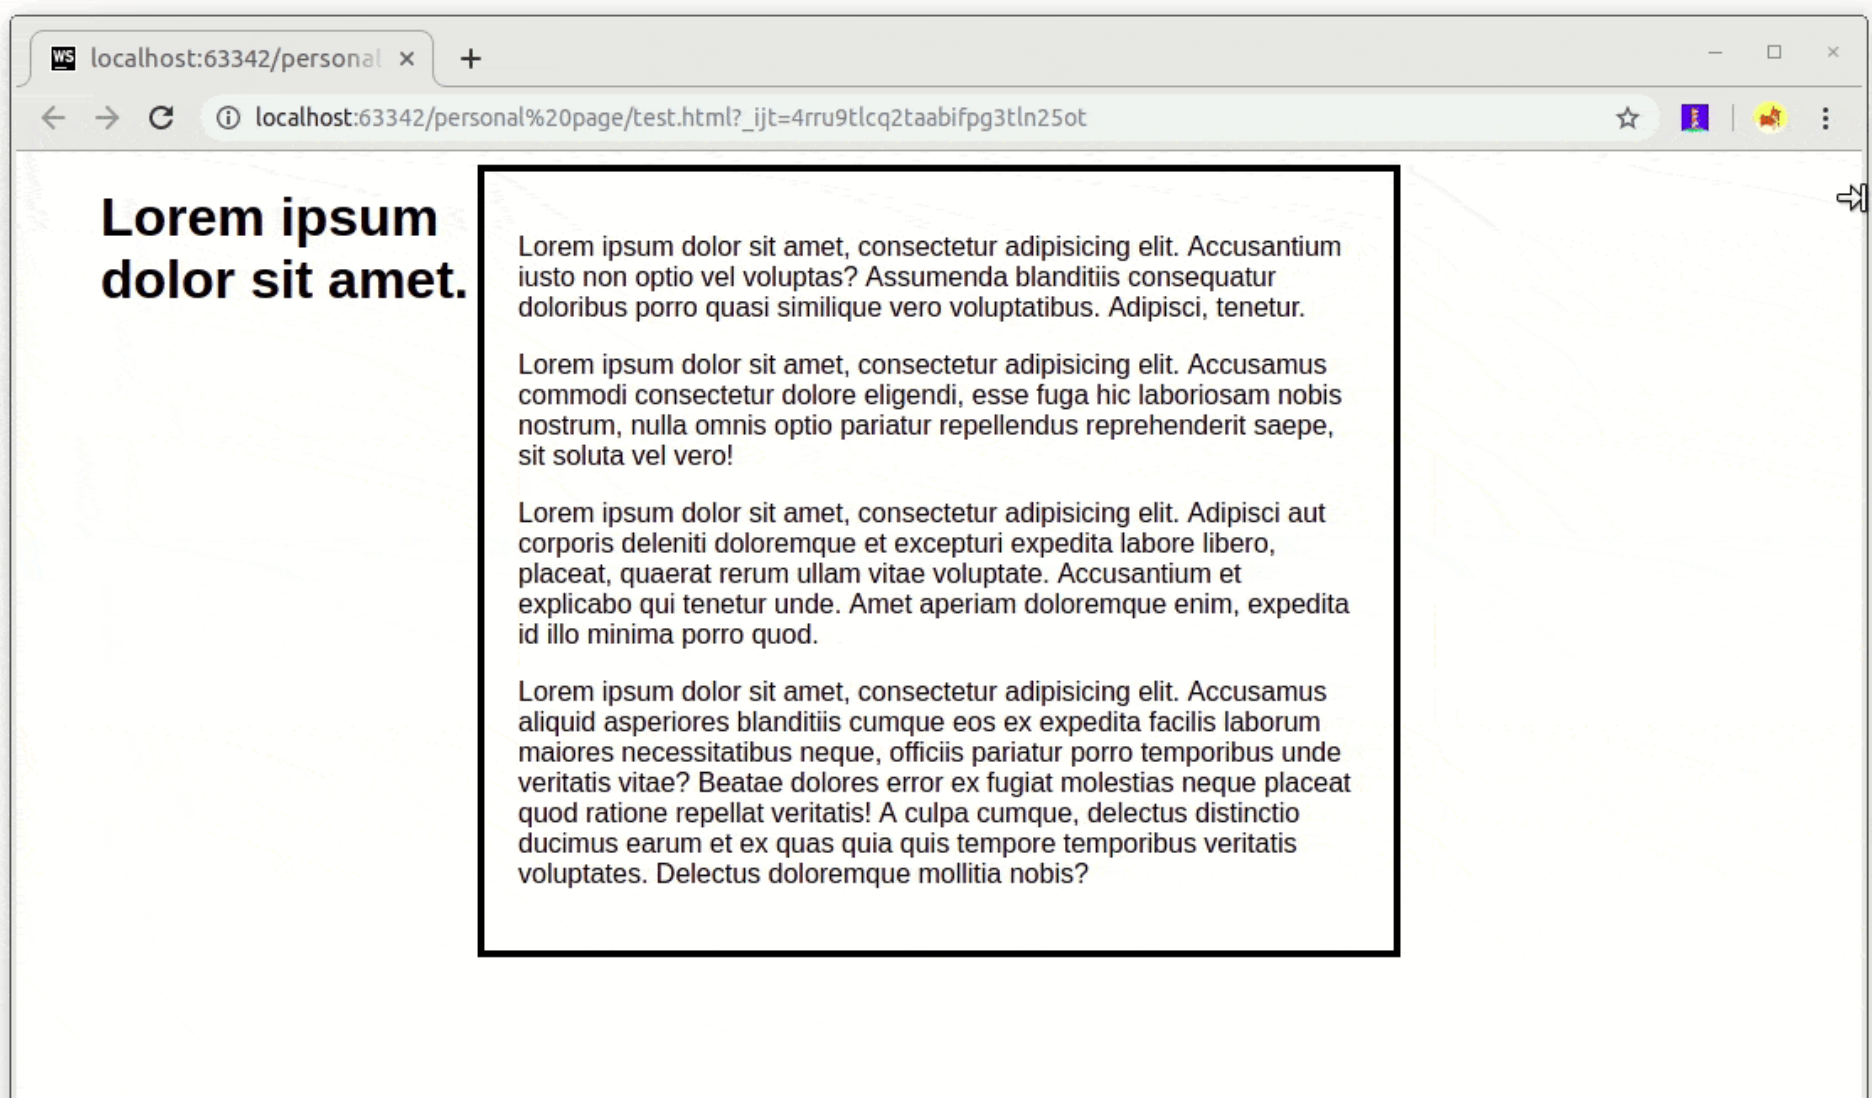 WS localhost:63342/personal
localhost:63342/personal%20page/test.html?_ijt=4rru9tlcq2taabifpg3tln25ot
Lorem ipsum
dolor sit amet.
Lorem ipsum dolor sit amet, consectetur adipisicing elit. Accusantium
iusto non optio vel voluptas? Assumenda blanditiis consequatur
doloribus porro quasi similique vero voluptatibus. Adipisci, tenetur.
Lorem ipsum dolor sit amet, consectetur adipisicing elit. Accusamus
commodi consectetur dolore eligendi, esse fuga hic laboriosam nobis
nostrum, nulla omnis optio pariatur repellendus reprehenderit saepe,
sit soluta vel vero!
Lorem ipsum dolor sit amet, consectetur adipisicing elit. Adipisci aut
corporis deleniti doloremque et excepturi expedita labore libero,
placeat, quaerat rerum ullam vitae voluptate. Accusantium et
explicabo qui tenetur unde. Amet aperiam doloremque enim, expedita
id illo minima porro quod.
Lorem ipsum dolor sit amet, consectetur adipisicing elit. Accusamus
aliquid asperiores blanditiis cumque eos ex expedita facilis laborum
maiores necessitatibus neque, officiis pariatur porro temporibus unde
veritatis vitae? Beatae dolores error ex fugiat molestias neque placeat
quod ratione repellat veritatis! A culpa cumque, delectus distinctio
ducimus earum et ex quas quia quis tempore temporibus veritatis
voluptates. Delectus doloremque mollitia nobis?